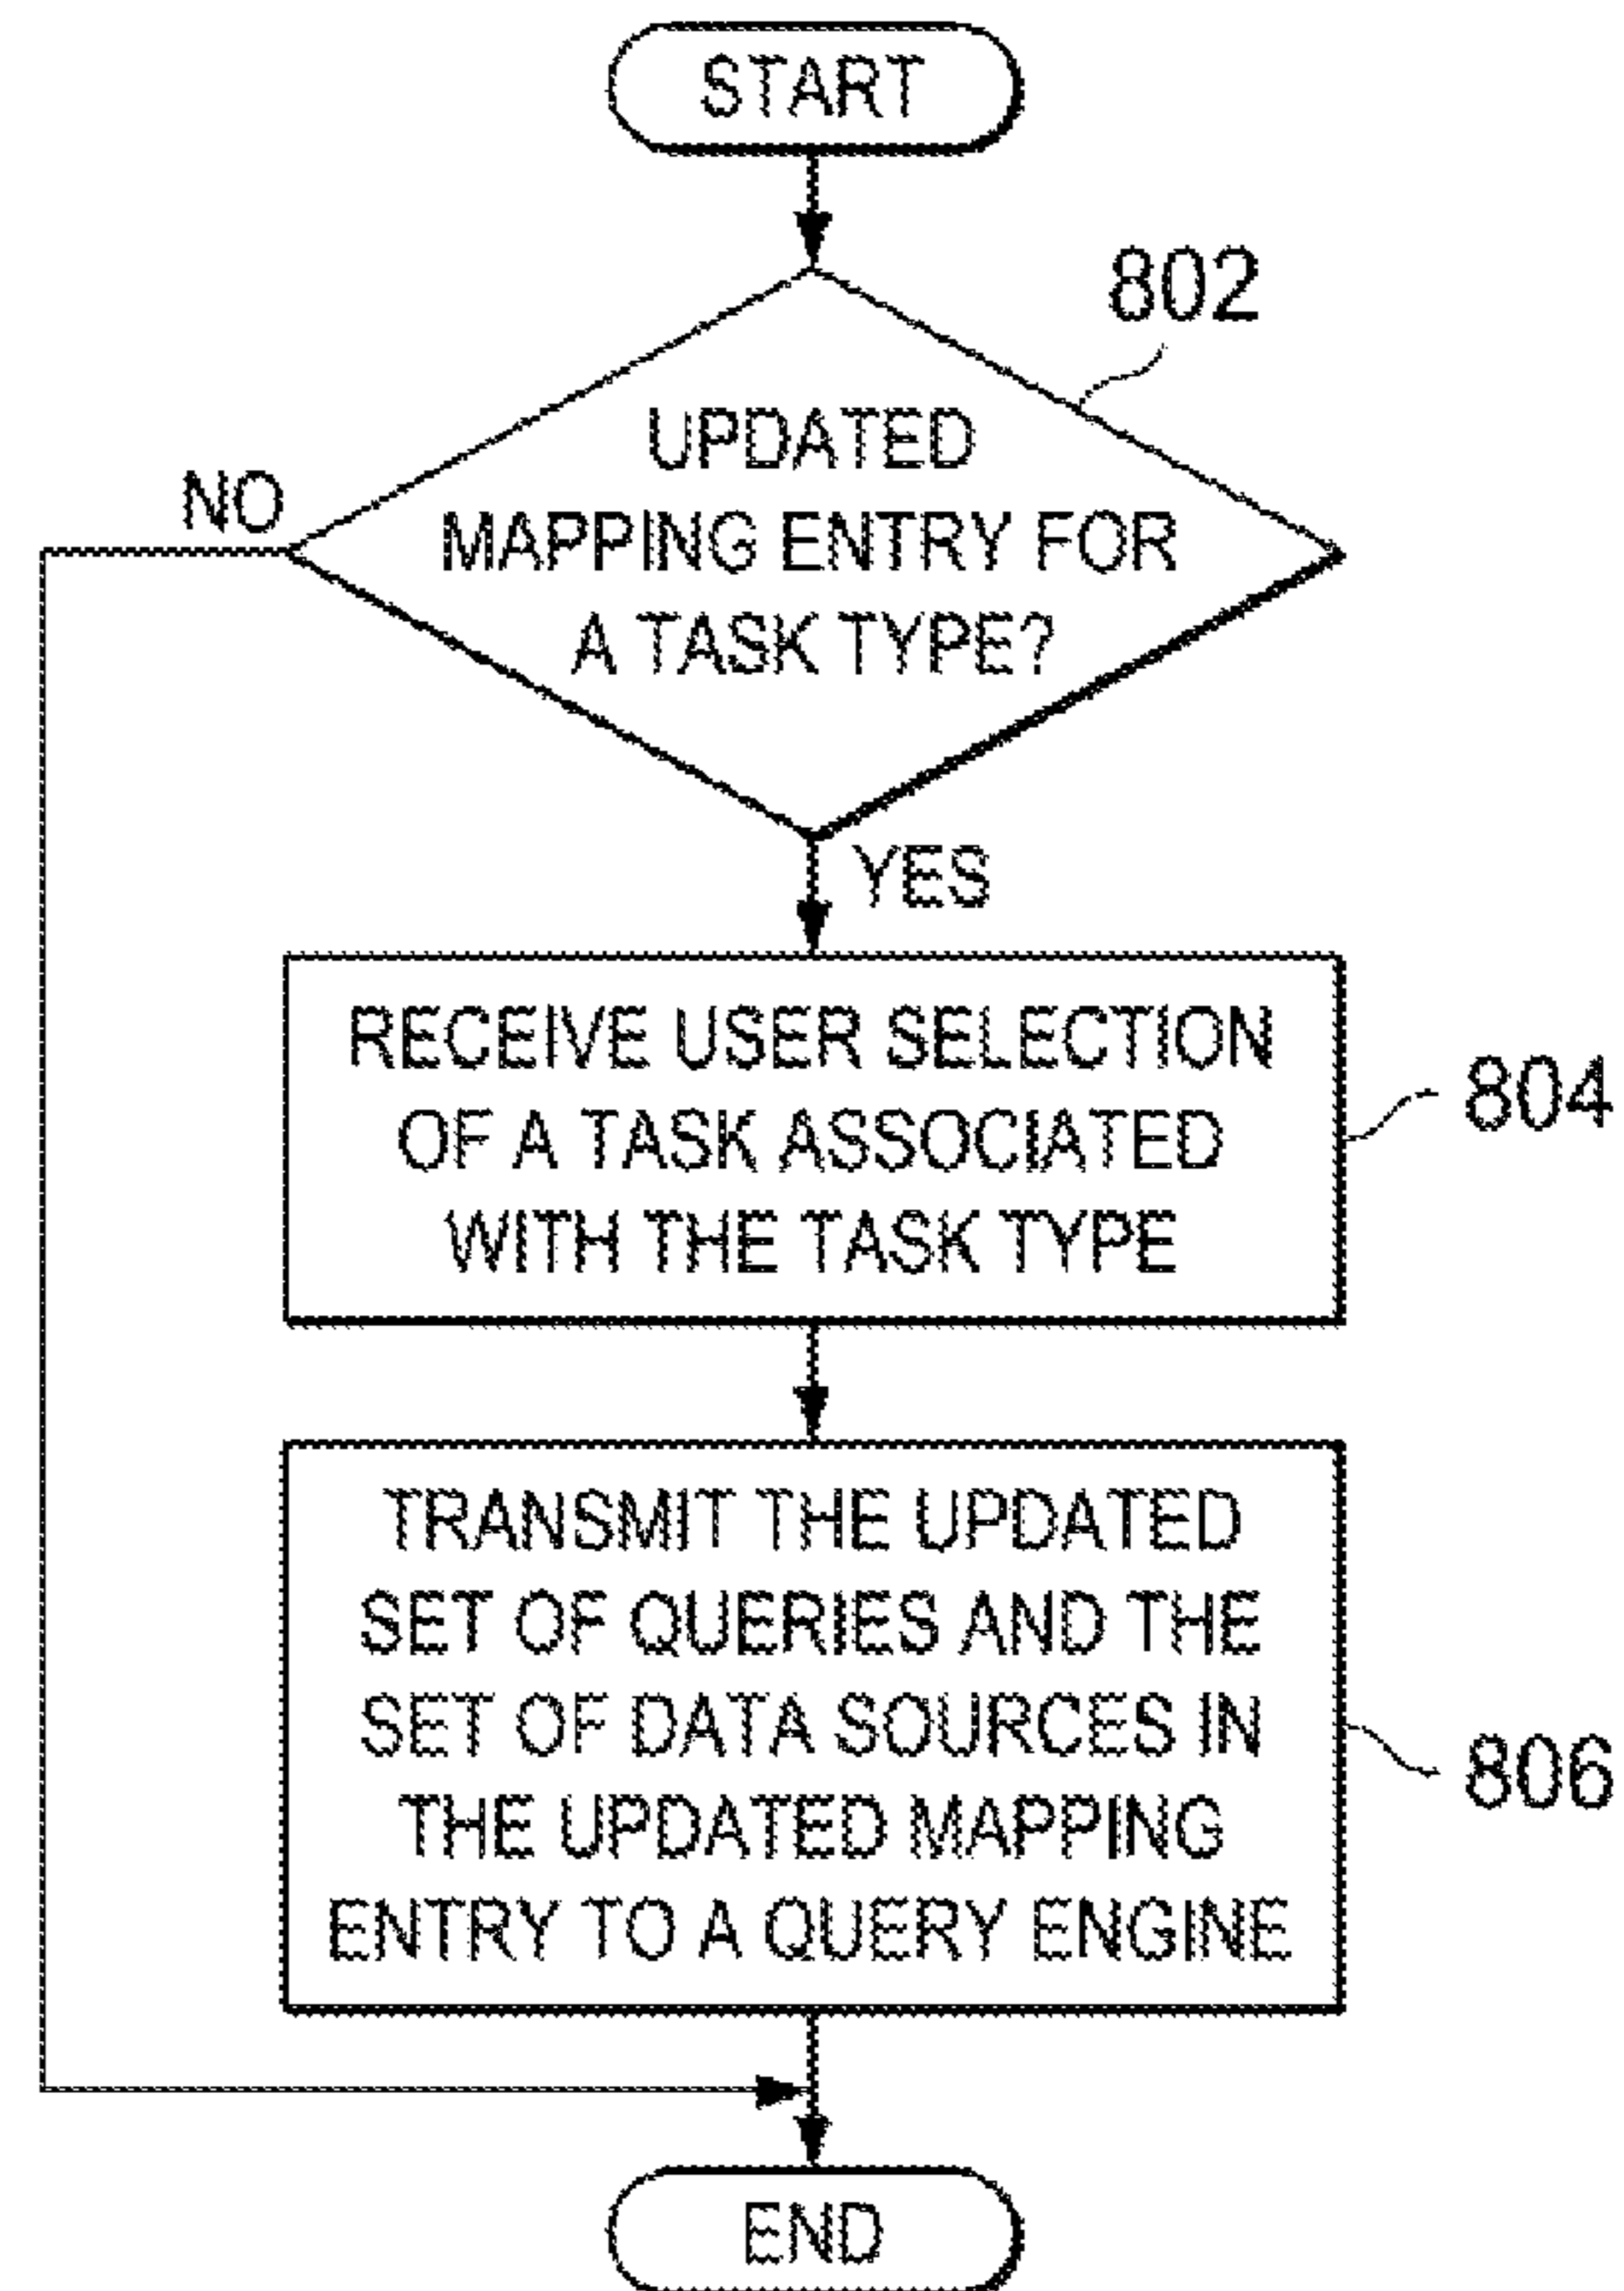 START
802
UPDATED
NO
MAPPING ENTRY FOR
A TASK TYPE?
YES
RECEIVE USER SELECTION
OF A TASK ASSOCIATED
WITH THE TASK TYPE
804
TRANSMIT THE UPDATED
SET OF QUERIES AND THE
SET OF DATA SOURCES IN
THE UPDATED MAPPING
ENTRY TO A QUERY ENGINE
806
END